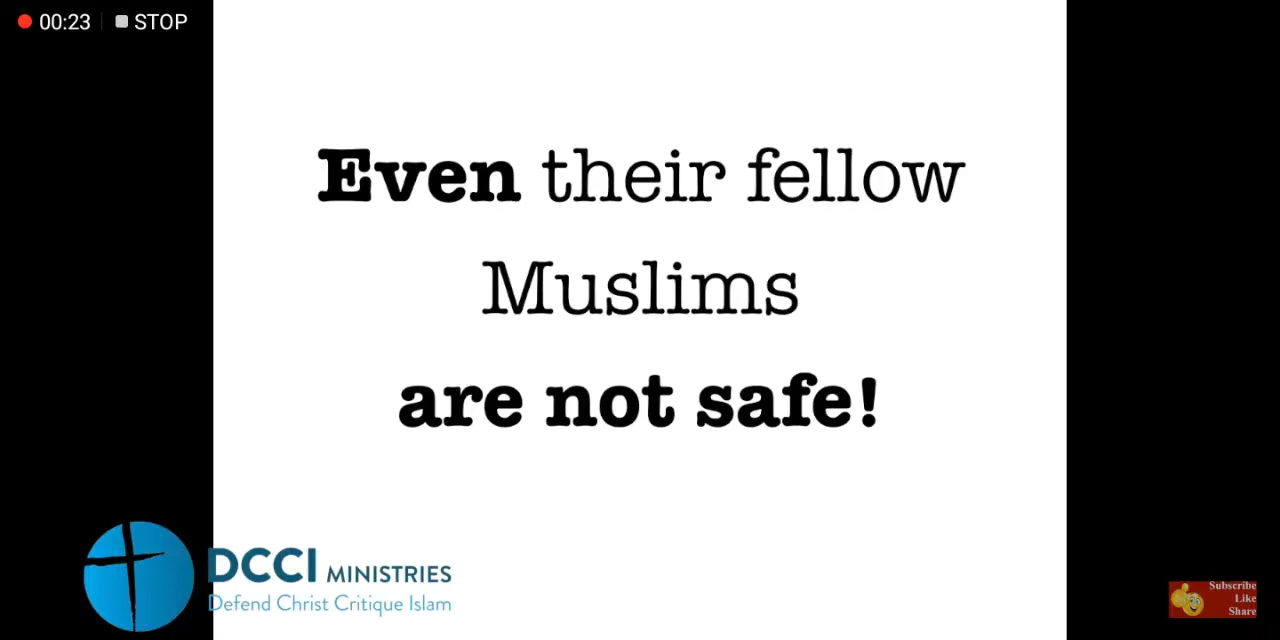 00:23 STOP
Even their fellow
Muslims
are not safe!
DCCI MINISTRIES
Defend Christ Critique Islam
Subscribe
Like
Share